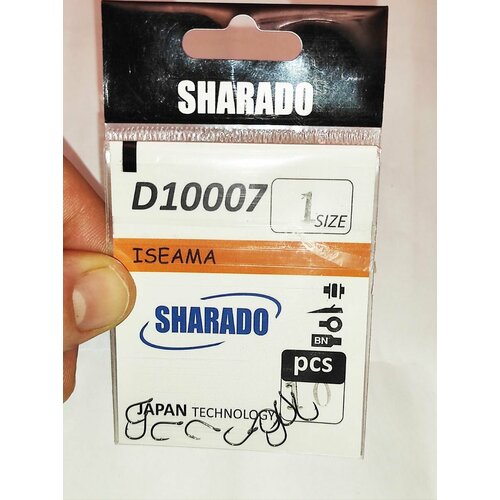 SHARADO
D10007 1 SIZE
ISEAMA
SHARADO
BN
pcs
JAPAN TECHNOLOGY